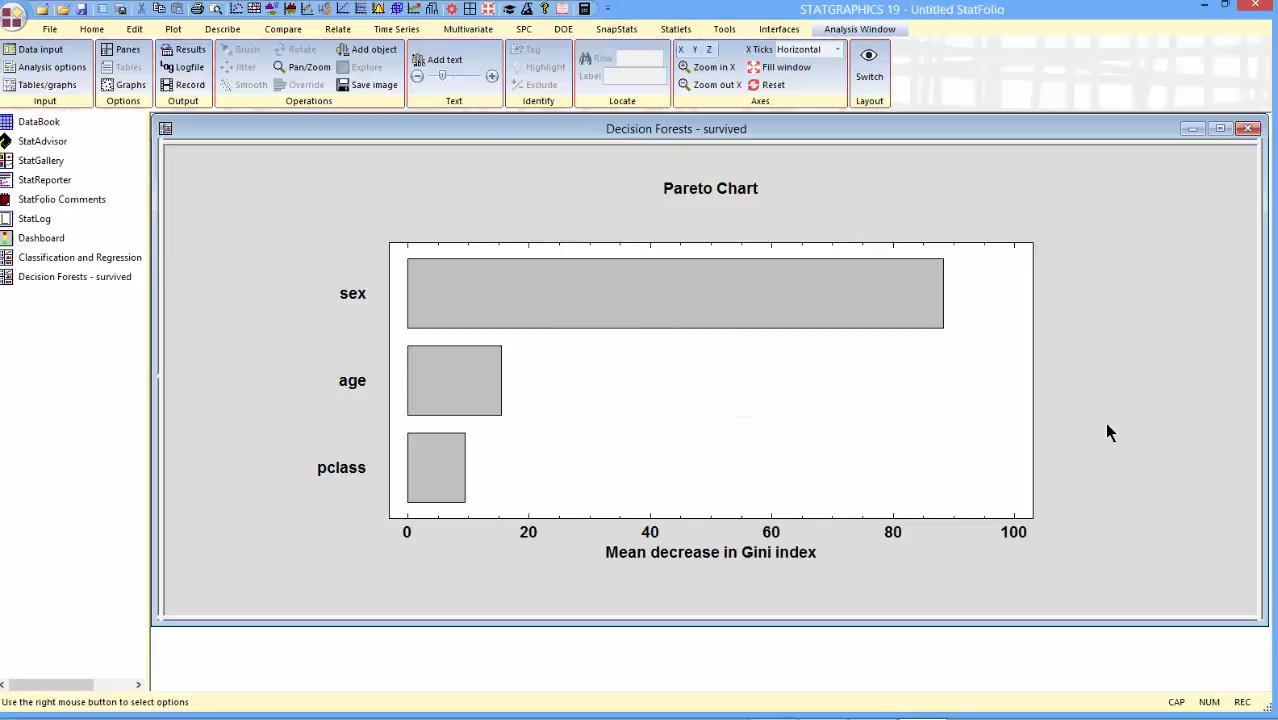 STATGRAPHICS 19 - Untitled StatFolio
File Home Edit Plot Describe Compare Relate Time Series Multivariate SPC DOE SnapStats Statlets Tools Interfaces Analysis Window
Data input Panes Results Brush Rotate Add object Add text Tag Row X Y Z X Ticks Horizontal
Analysis options Tables Logfile Jitter Pan/Zoom Explore Highlight Label Zoom in X Fill window Switch
Tables/graphs Graphs Record Smooth Override Save image Exclude Zoom out X Reset
Input Options Output Operations Text Identify Locate Axes Layout
DataBook
StatAdvisor
StatGallery
StatReporter
StatFolio Comments
StatLog
Dashboard
Classification and Regression
Decision Forests - survived
Decision Forests - survived
Pareto Chart
sex
age
pclass
0 20 40 60 80 100
Mean decrease in Gini index
Use the right mouse button to select options CAP NUM REC